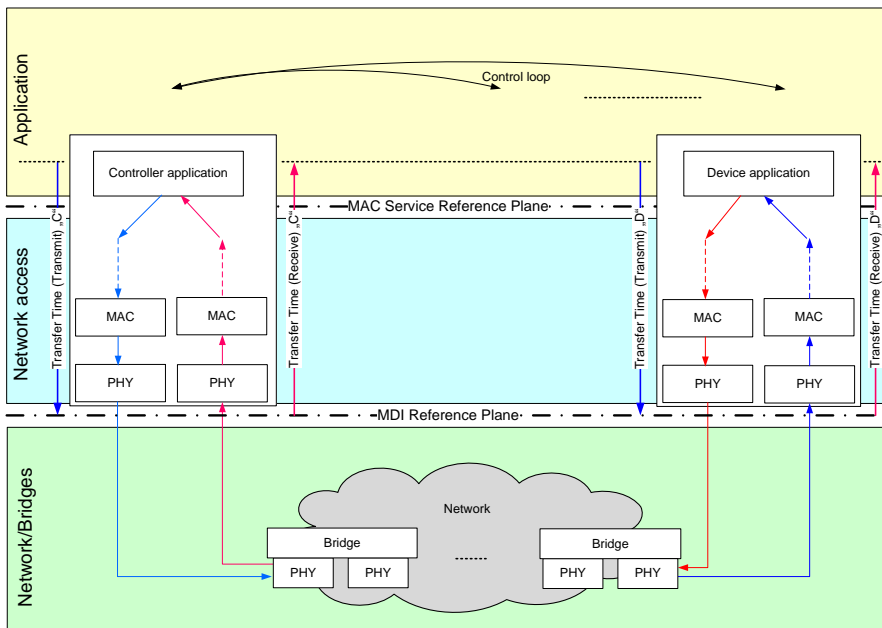 Application
Control loop
Controller application
Device application
MAC Service Reference Plane
Transfer Time (Transmit) „C“
Transfer Time (Receive) „C“
Transfer Time (Transmit) „D“
Transfer Time (Receive) „D“
Network access
MAC
MAC
MAC
MAC
PHY
PHY
PHY
PHY
MDI Reference Plane
Network/Bridges
Network
Bridge
Bridge
PHY
PHY
PHY
PHY